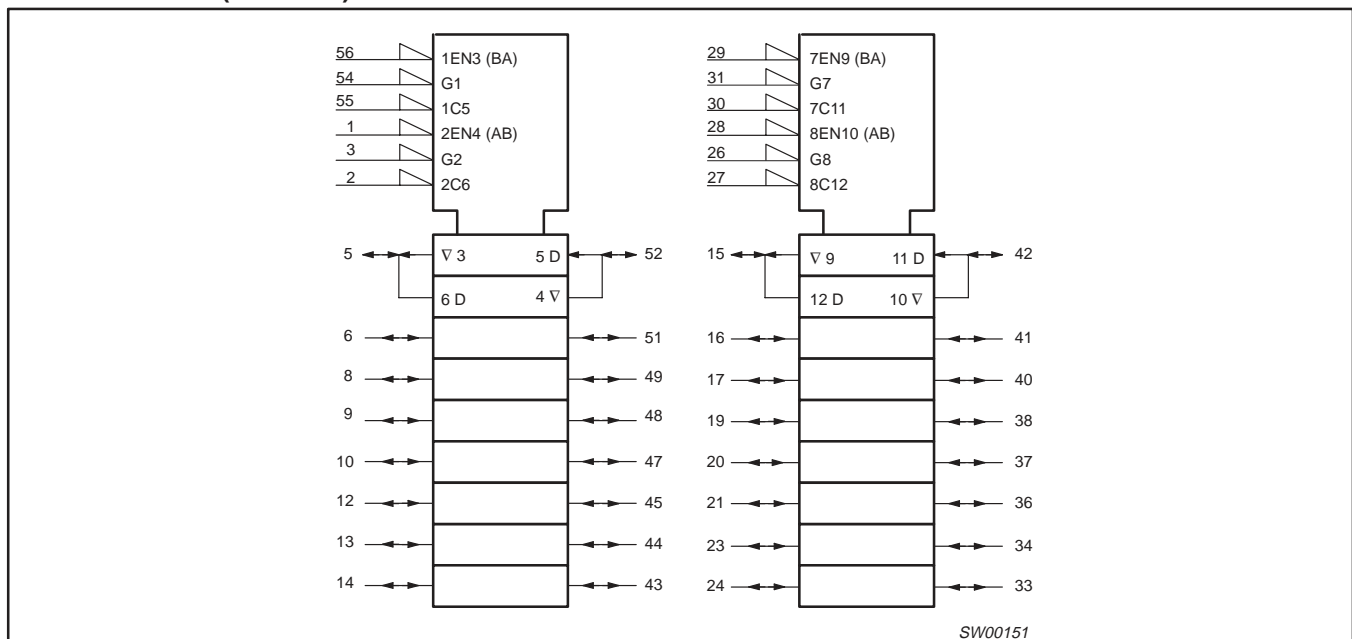 56 1EN3 (BA)
54 G1
55 1C5
1 2EN4 (AB)
3 G2
2 2C6
5 ∇ 3 5 D 52
6 D 4 ∇
6 51
8 49
9 48
10 47
12 45
13 44
14 43
29 7EN9 (BA)
31 G7
30 7C11
28 8EN10 (AB)
26 G8
27 8C12
15 ∇ 9 11 D 42
12 D 10 ∇
16 41
17 40
19 38
20 37
21 36
23 34
24 33
SW00151